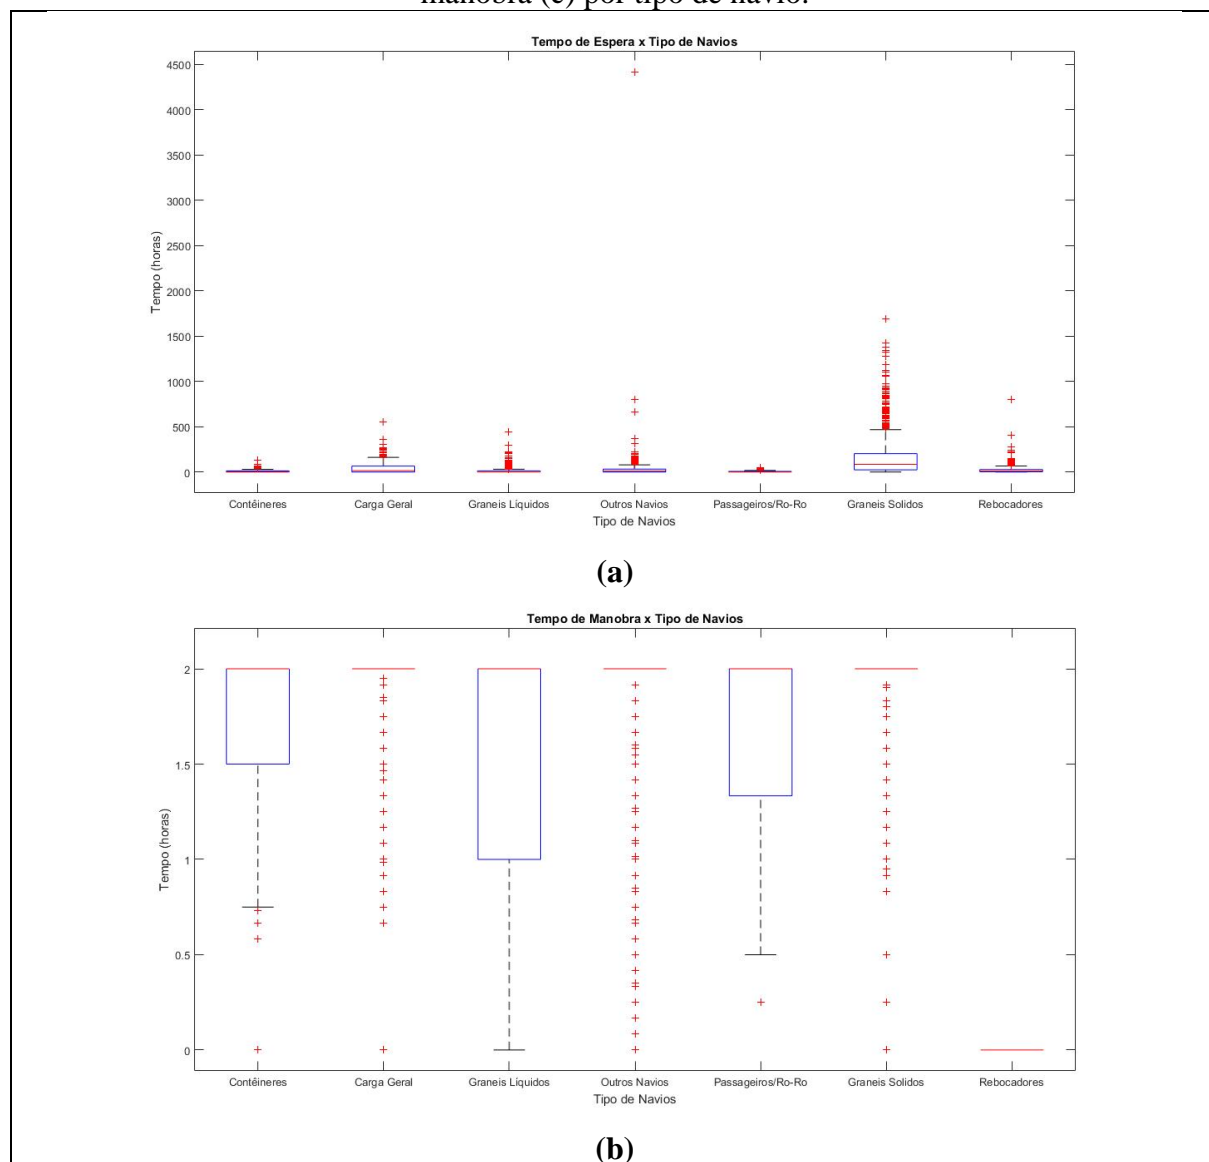 manobra (c) por tipo de navio.
Tempo de Espera x Tipo de Navios
4500
4000
3500
3000
2500
2000
1500
1000
500
0
Tempo (horas)
Contêineres Carga Geral Graneis Liquidos Outros Navios Passageiros/Ro-Ro Graneis Solidos Rebocadores
Tipo de Navios
(a)
Tempo de Manobra x Tipo de Navios
2
1.5
1
0.5
0
Tempo (horas)
Contêineres Carga Geral Graneis Liquidos Outros Navios Passageiros/Ro-Ro Graneis Solidos Rebocadores
Tipo de Navios
(b)